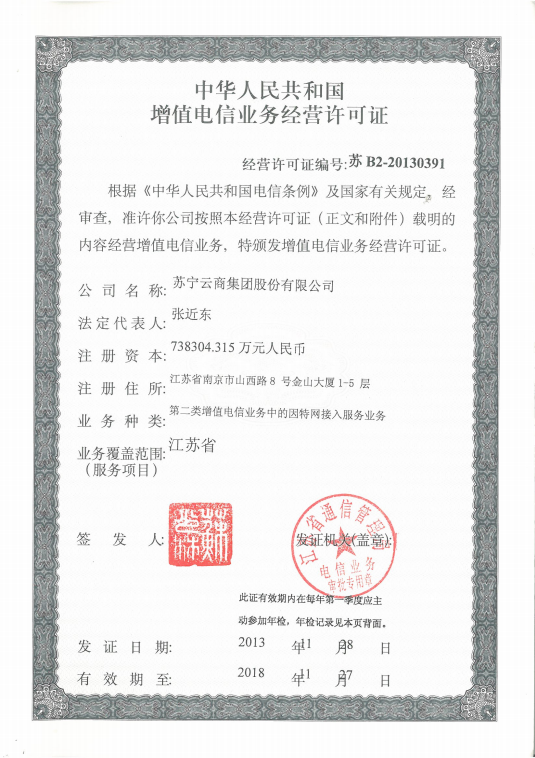 中华人民共和国
增值电信业务经营许可证
经营许可证编号:苏 B2-20130391
根据《中华人民共和国电信条例》及国家有关规定，经
审查，准许你公司按照本经营许可证（正文和附件）载明的
内容经营增值电信业务，特颁发增值电信业务经营许可证。
公司名称:苏宁云商集团股份有限公司
法定代表人:张近东
注册资本:738304.315 万元人民币
注册住所:江苏省南京市山西路 8 号金山大厦 1-5 层
业务种类:第二类增值电信业务中的因特网接入服务业务
业务覆盖范围:江苏省
（服务项目）
签发人:
发证机关(盖章):
江苏省通信管理局
电信业务
审批专用章
此证有效期内在每年第一季度应主
动参加年检，年检记录见本页背面。
发证日期: 2013 年 11 月 28 日
有效期至: 2018 年 11 月 27 日